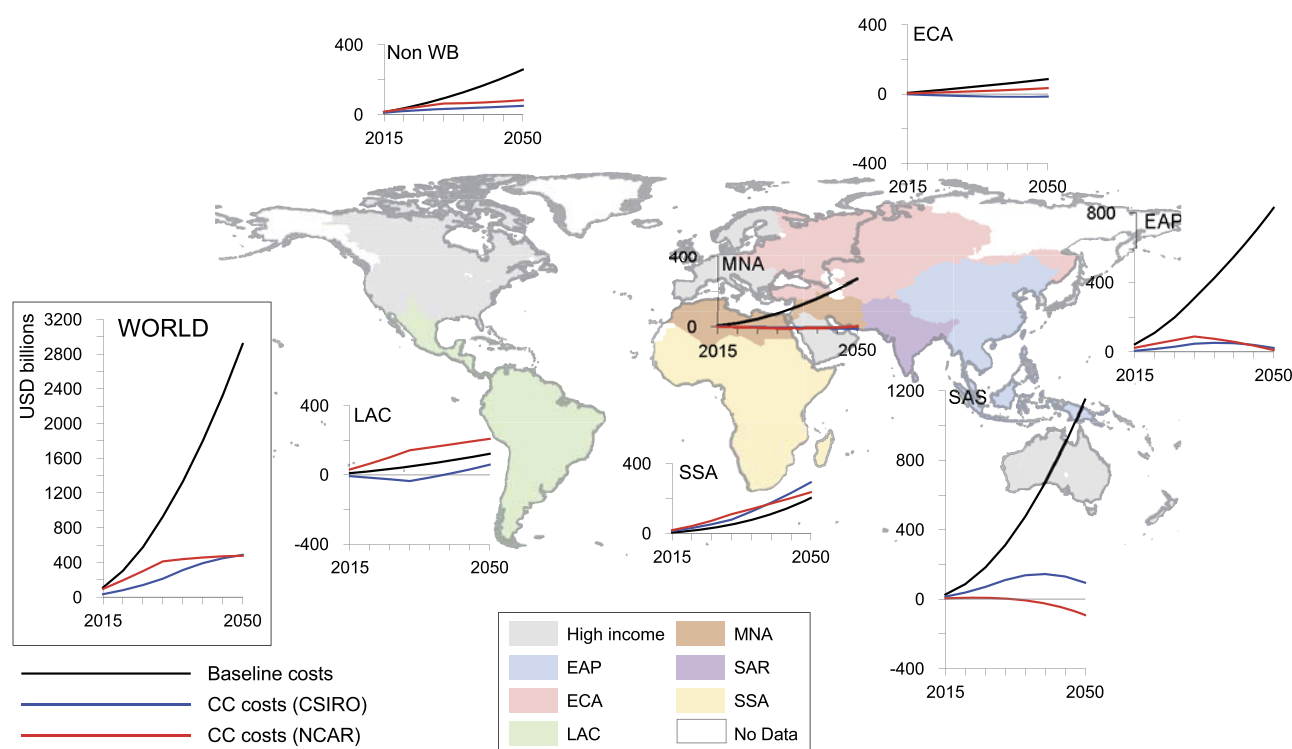 400
Non WB
0
2015
2050
400
ECA
0
-400
2015
2050
800
EAP
400
0
2015
2050
400
MNA
0
2015
2050
WORLD
USD billions
3200
2800
2400
2000
1600
1200
800
400
0
2015
2050
400
LAC
0
-400
2015
2050
400
SSA
0
2015
2050
1200
SAS
800
400
0
-400
2015
2050
Baseline costs
CC costs (CSIRO)
CC costs (NCAR)
High income
MNA
EAP
SAR
ECA
SSA
LAC
No Data